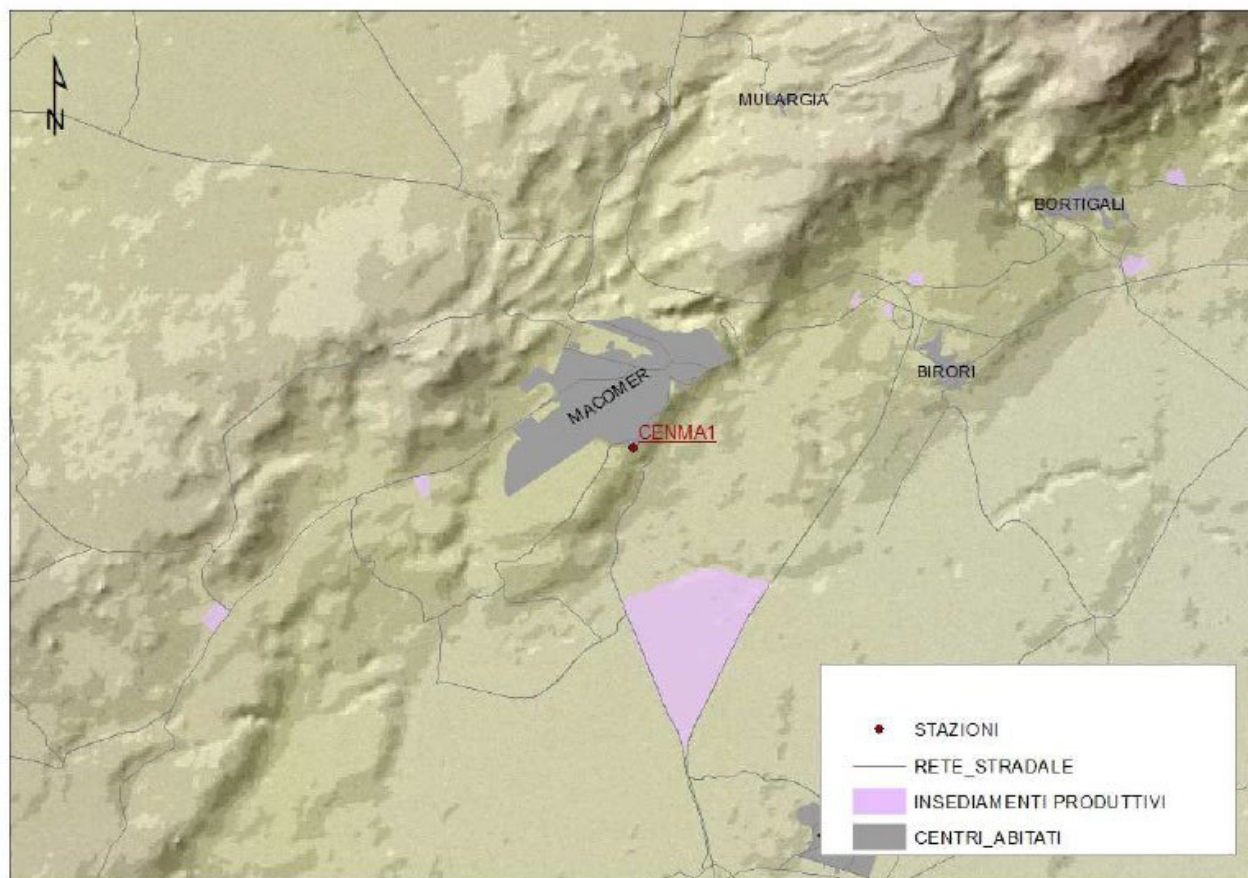 N
MULARGIA
BORTIGALI
BIRORI
MACOMER
CENMA1
STAZIONI
RETE_STRADALE
INSEDIAMENTI PRODUTTIVI
CENTRI_ABITATI